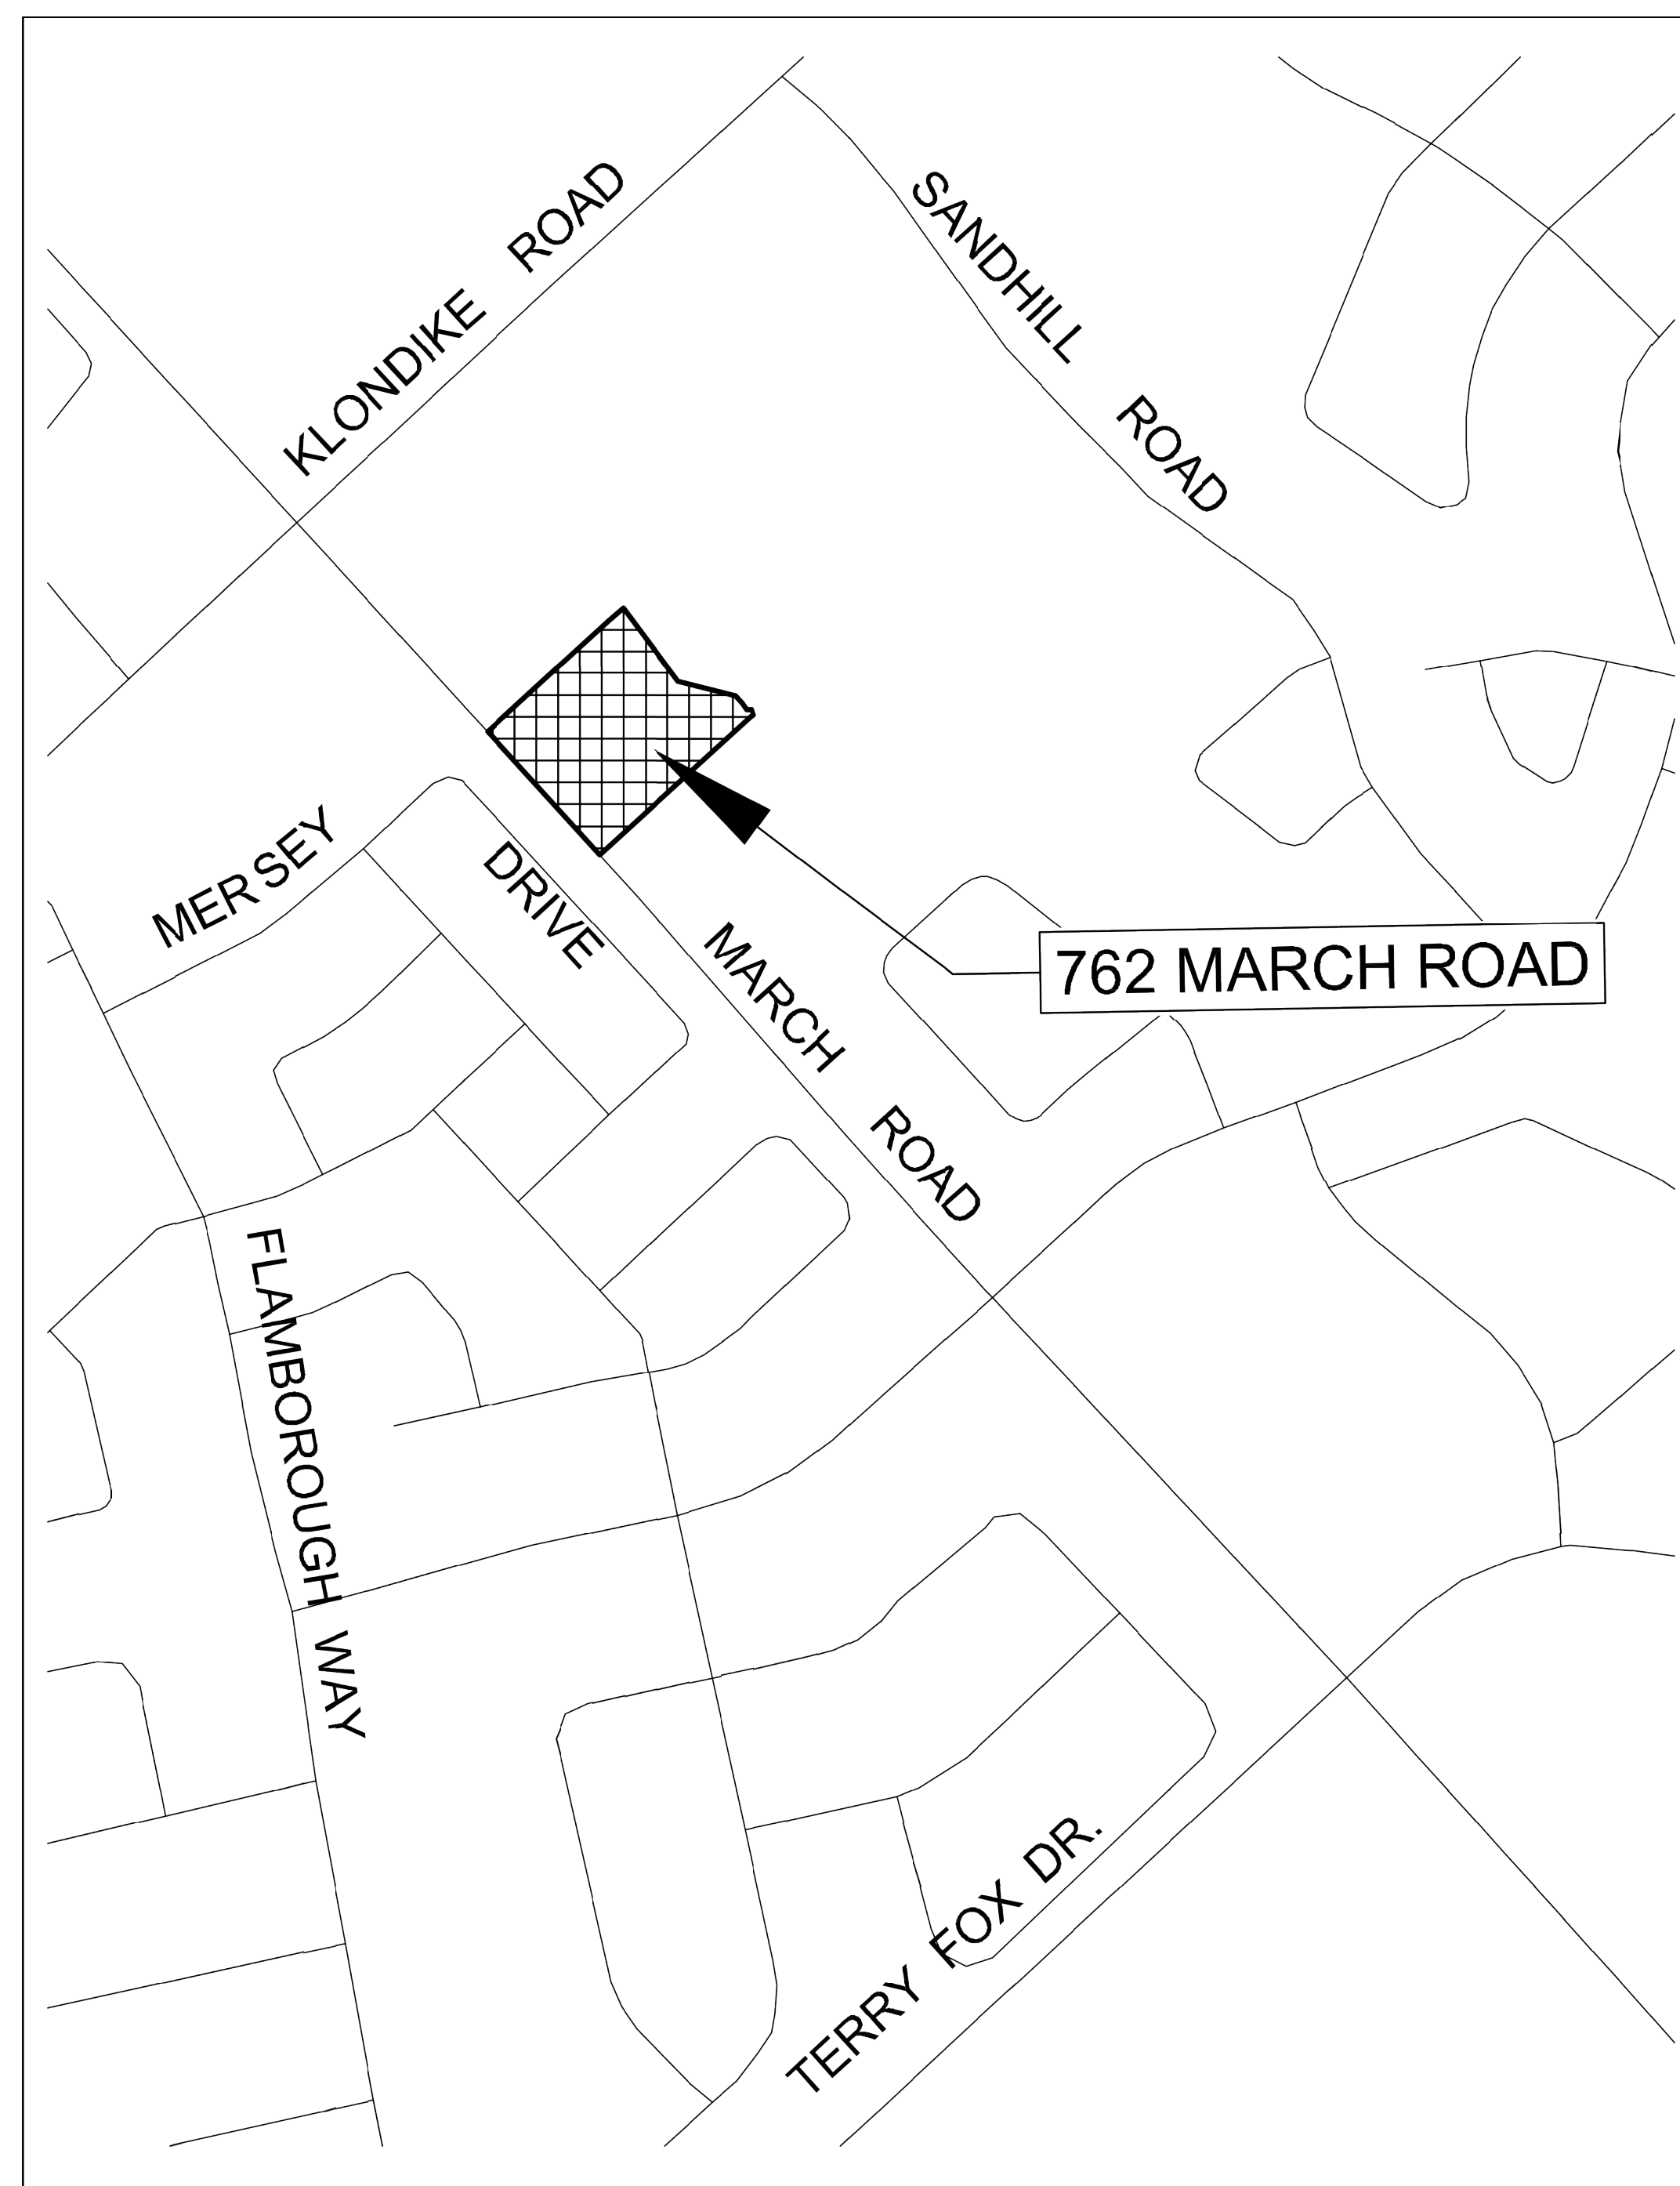 KLONDIKE ROAD
SANDHILL ROAD
MERSEY DRIVE
MARCH ROAD
762 MARCH ROAD
FLAMBOROUGH WAY
TERRY FOX DR.